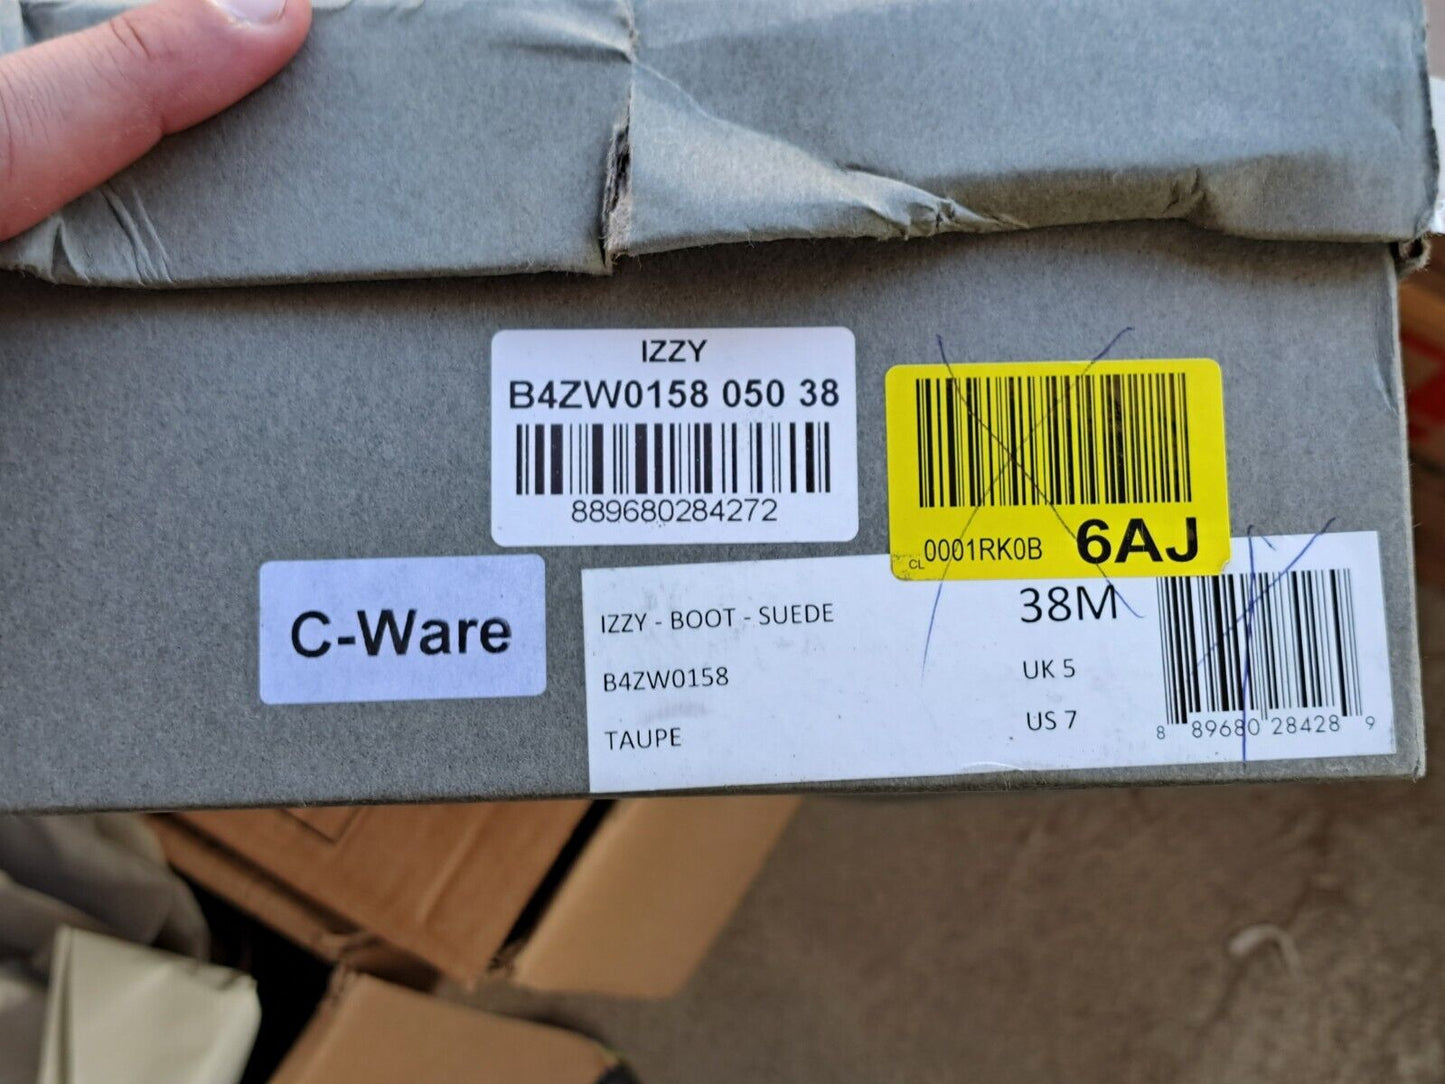 IZZY
B4ZW0158 050 38
889680284272
CL0001RK0B 6AJ
C-Ware
IZZY - BOOT - SUEDE 38M
B4ZW0158 UK 5
TAUPE US 7
8 89680 28428 9